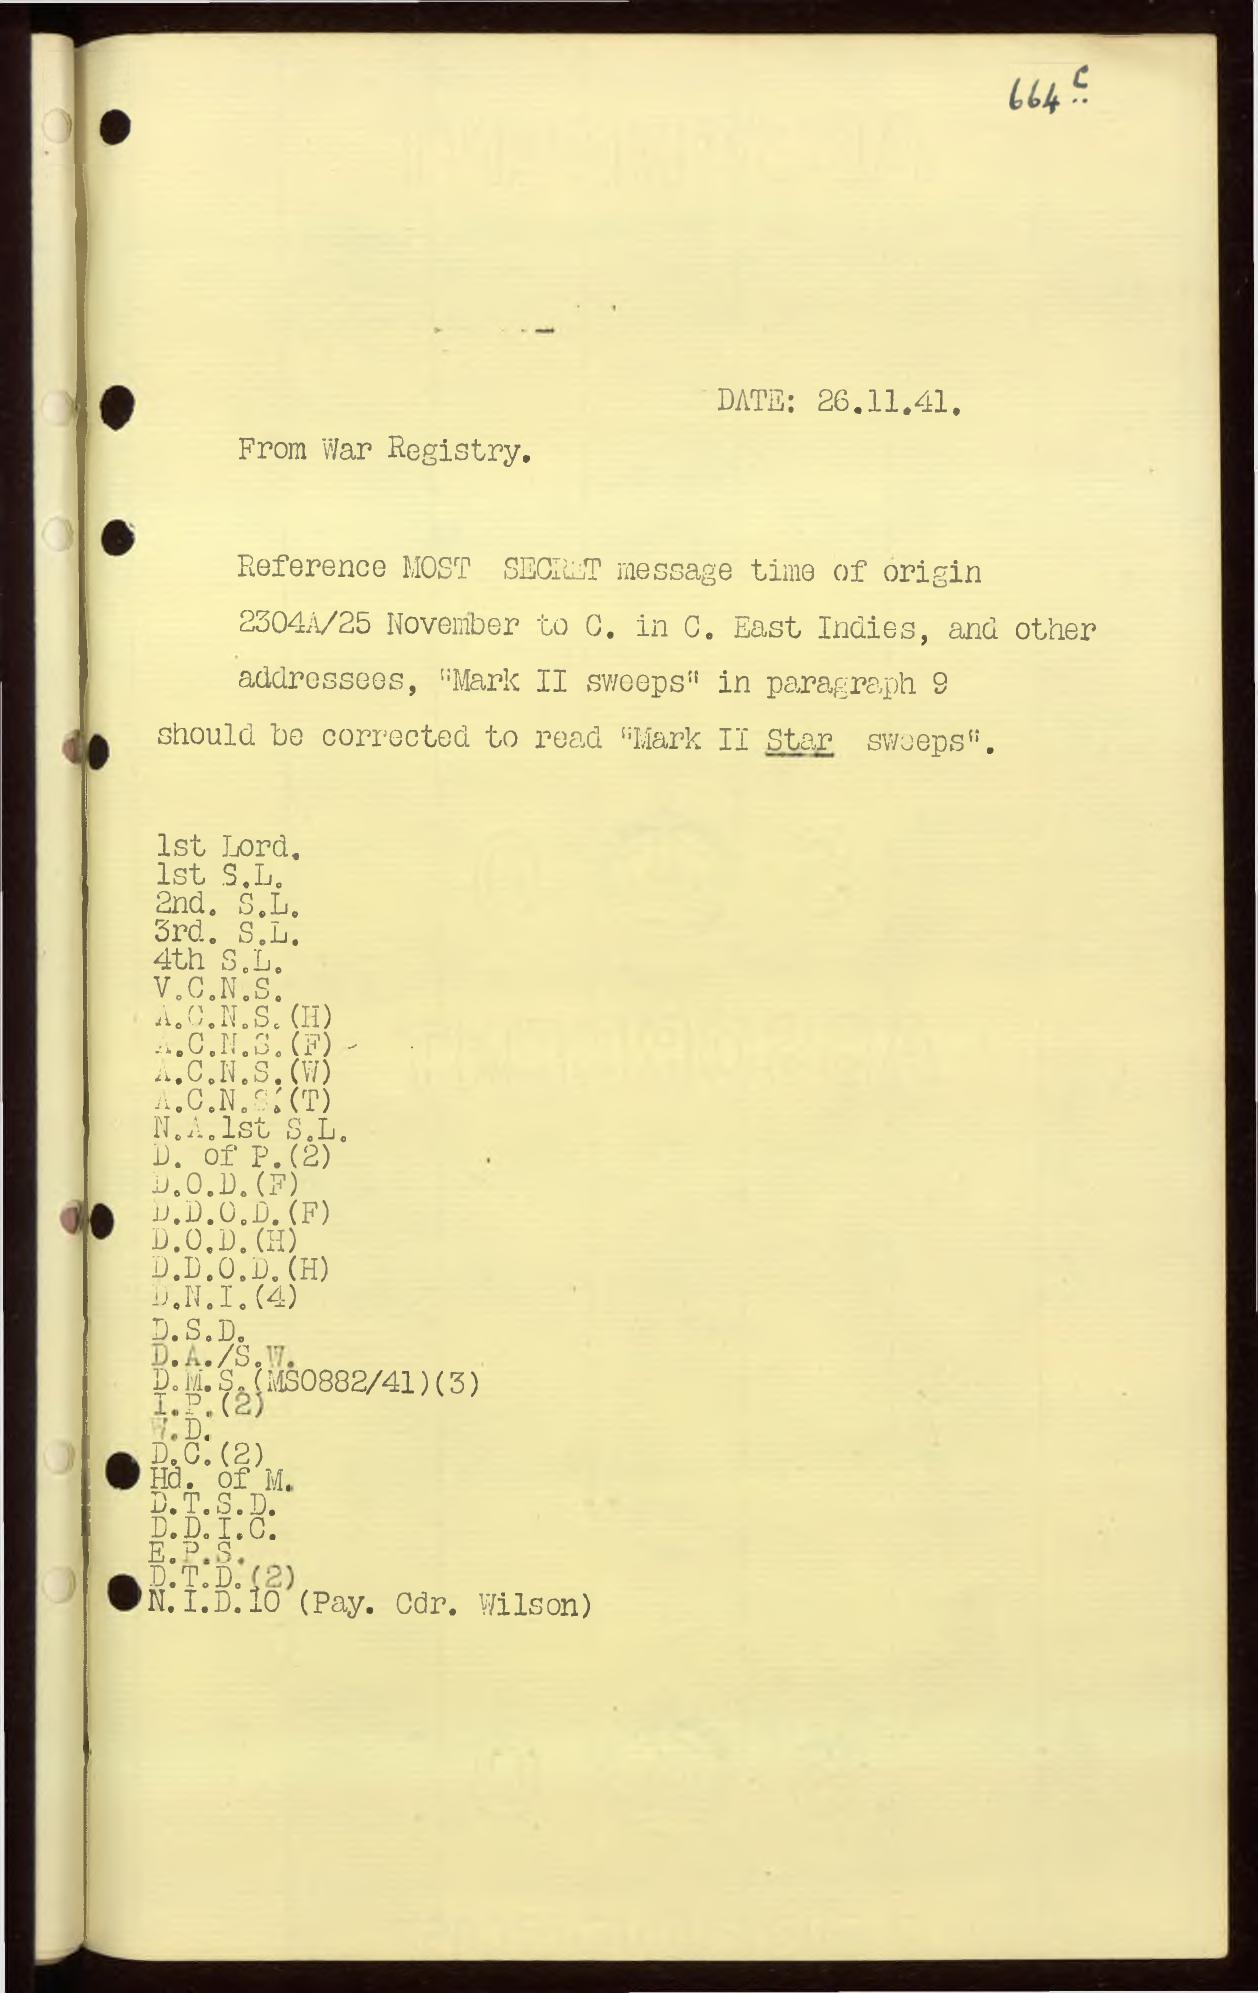 664 c
DATE: 26.11.41.
From War Registry.
Reference MOST SECRET message time of origin
2304A/25 November to C. in C. East Indies, and other
addressees, "Mark II sweeps" in paragraph 9
should be corrected to read "Mark II Star sweeps".
1st Lord.
1st S.L.
2nd. S.L.
3rd. S.L.
4th S.L.
V.C.N.S.
A.C.N.S.(H)
A.C.N.S.(F)
A.C.N.S.(W)
A.C.N.S.(T)
N.A.1st S.L.
D. of P.(2)
D.O.D.(F)
D.D.O.D.(F)
D.O.D.(H)
D.D.O.D.(H)
D.N.I.(4)
D.S.D.
D.A./S.W.
D.M.S.(MS0882/41)(3)
I.P.(2)
W.D.
D.C.(2)
Hd. of M.
D.T.S.D.
D.D.I.C.
E.P.S.
D.T.D.(2)
N.I.D.10 (Pay. Cdr. Wilson)